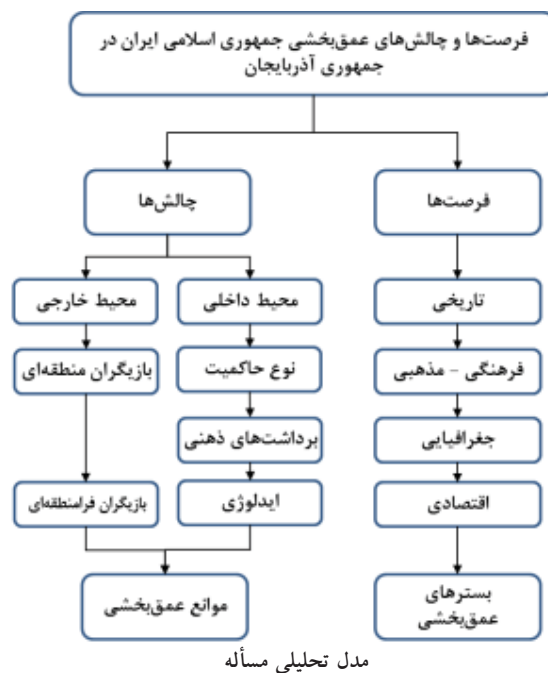 فرصت‌ها و چالش‌های عمق‌بخشی جمهوری اسلامی ایران در
جمهوری آذربایجان
فرصت‌ها
چالش‌ها
تاریخی
محیط داخلی
محیط خارجی
فرهنگی – مذهبی
نوع حاکمیت
بازیگران منطقه‌ای
جغرافیایی
برداشت‌های ذهنی
اقتصادی
ایدلوژی
بازیگران فرامنطقه‌ای
بسترهای
عمق‌بخشی
موانع عمق‌بخشی
مدل تحلیلی مسأله